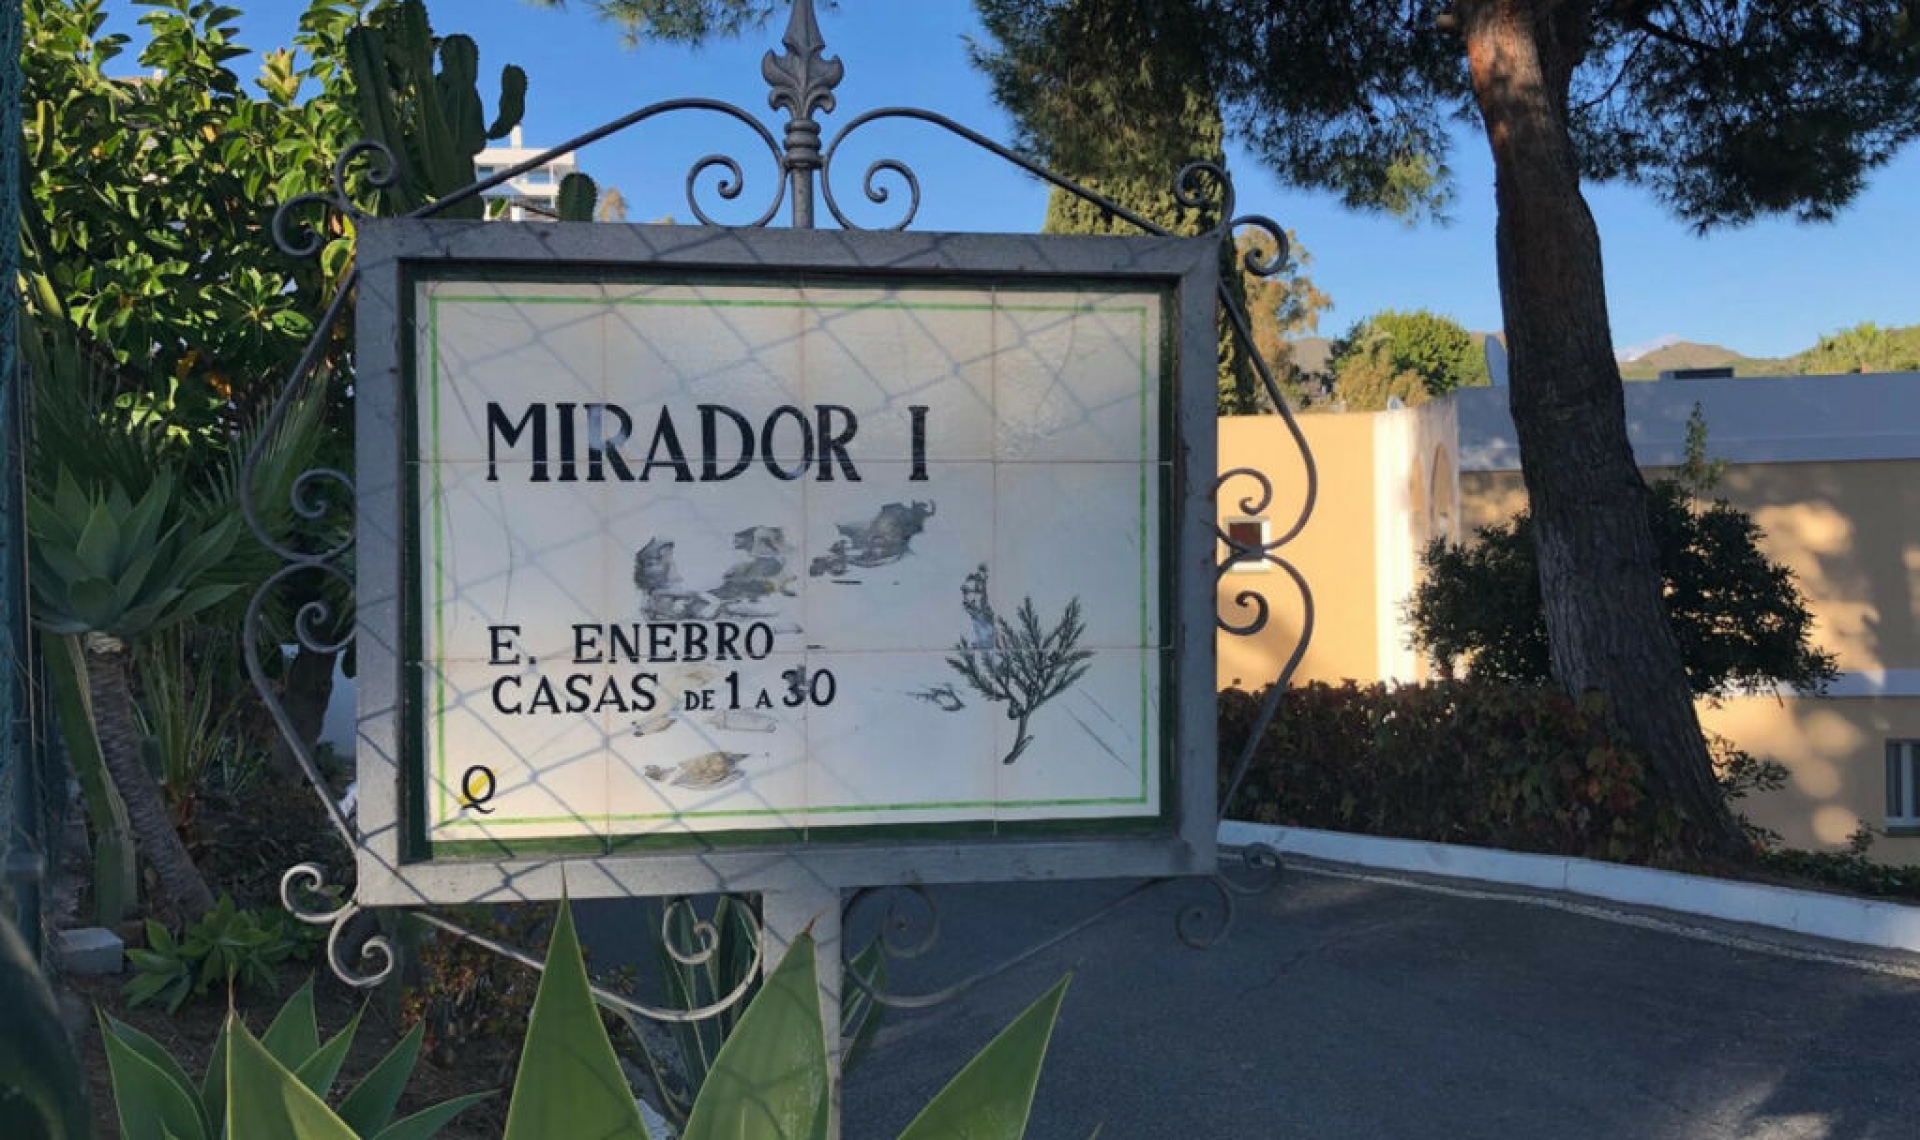 MIRADOR I
E. ENEBRO
CASAS DE 1 A 30
Q